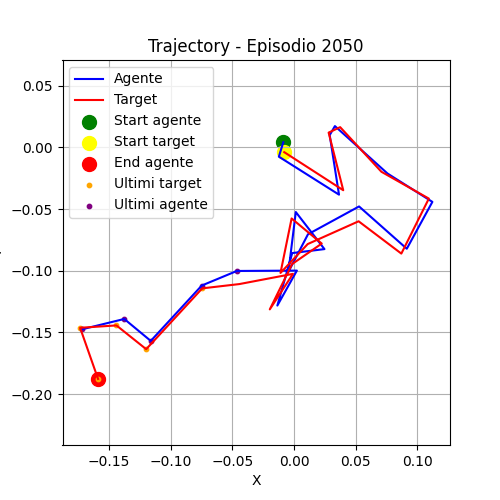 Trajectory - Episodio 2050
Agente
Target
Start agente
Start target
End agente
Ultimi target
Ultimi agente
0.05
0.00
−0.05
−0.10
−0.15
−0.20
−0.15
−0.10
−0.05
0.00
0.05
0.10
X